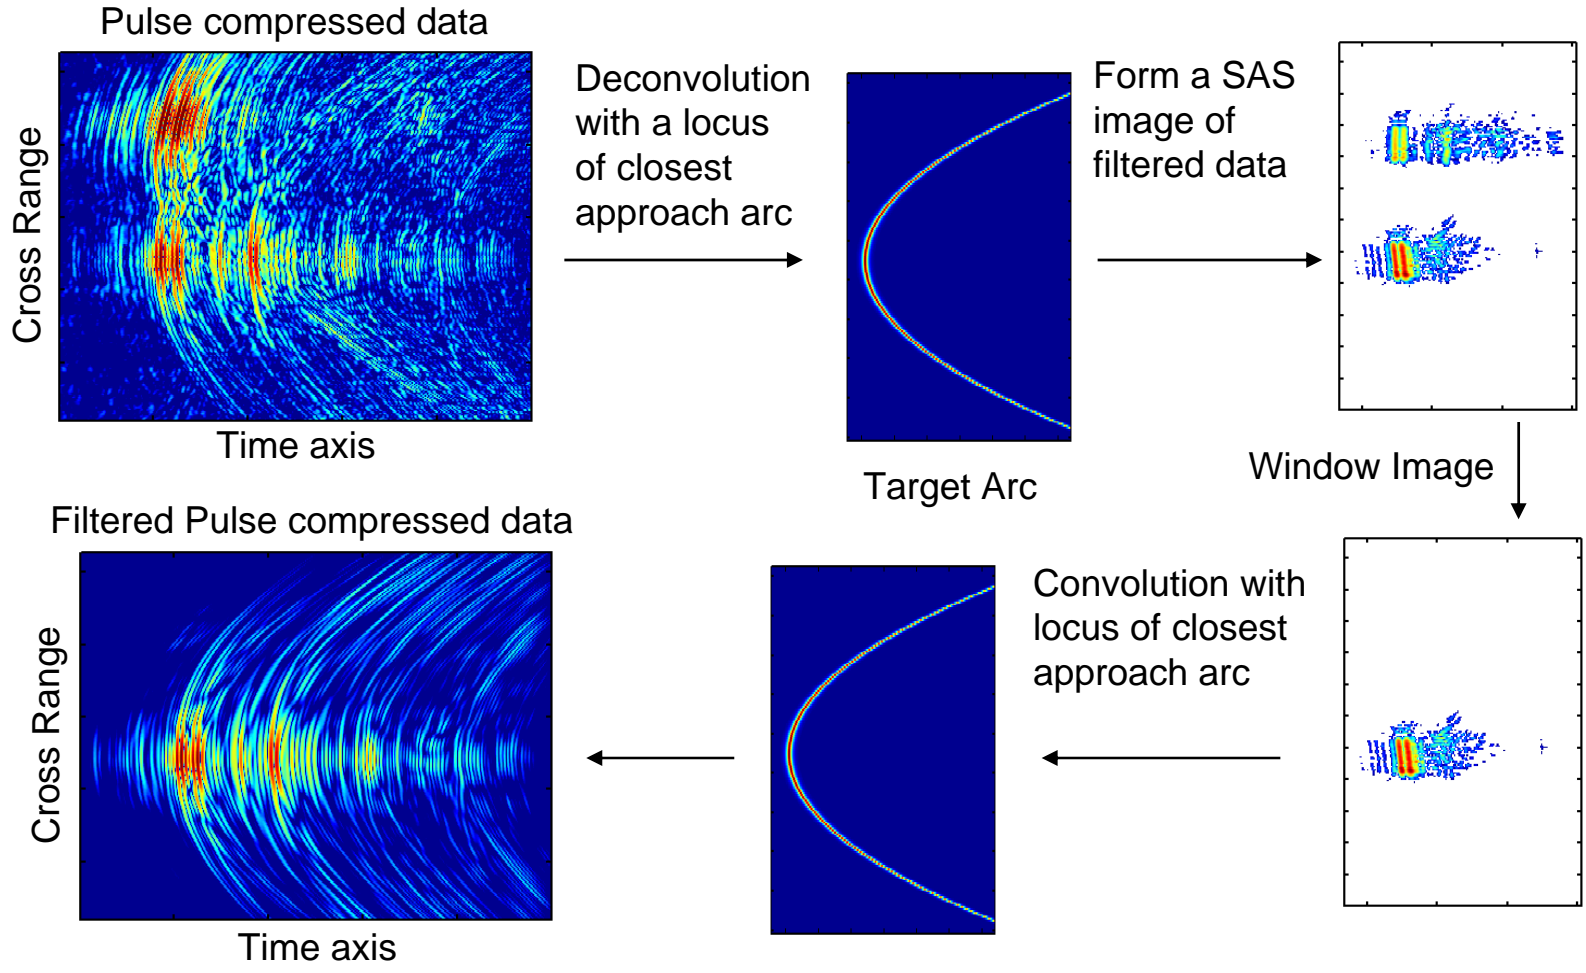 Pulse compressed data
Cross Range
Time axis
Deconvolution
with a locus
of closest
approach arc
Target Arc
Form a SAS
image of
filtered data
Window Image
Convolution with
locus of closest
approach arc
Filtered Pulse compressed data
Cross Range
Time axis